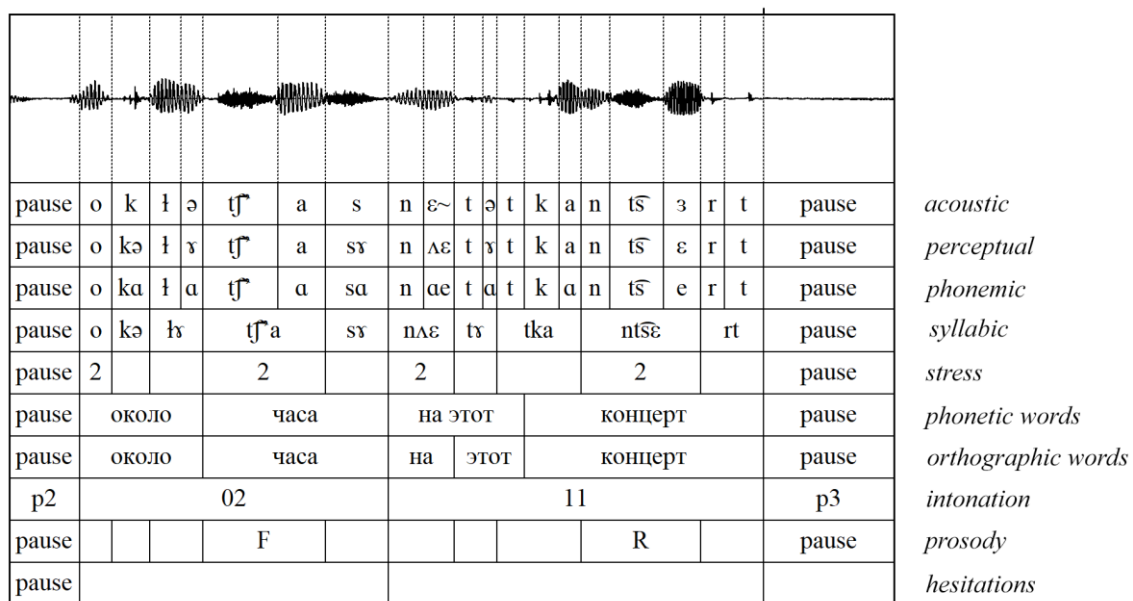 pause o k ɫ ə t͡ʃʲ a s n ɛ~ t ə t k a n t͡s ɜ r t pause acoustic
pause o kə ɫ ɤ t͡ʃʲ a sɤ n ʌɛ t ɤ t k a n t͡s ɛ r t pause perceptual
pause o kɑ ɫ ɑ t͡ʃʲ ɑ sɑ n ɑe t ɑ t k ɑ n t͡s e r t pause phonemic
pause o kə ɫɤ t͡ʃʲa sɤ nʌɛ tɤ tka nt͡sɛ rt pause syllabic
pause 2 2 2 2 pause stress
pause около часа на этот концерт pause phonetic words
pause около часа на этот концерт pause orthographic words
p2 02 11 p3 intonation
pause F R pause prosody
pause hesitations